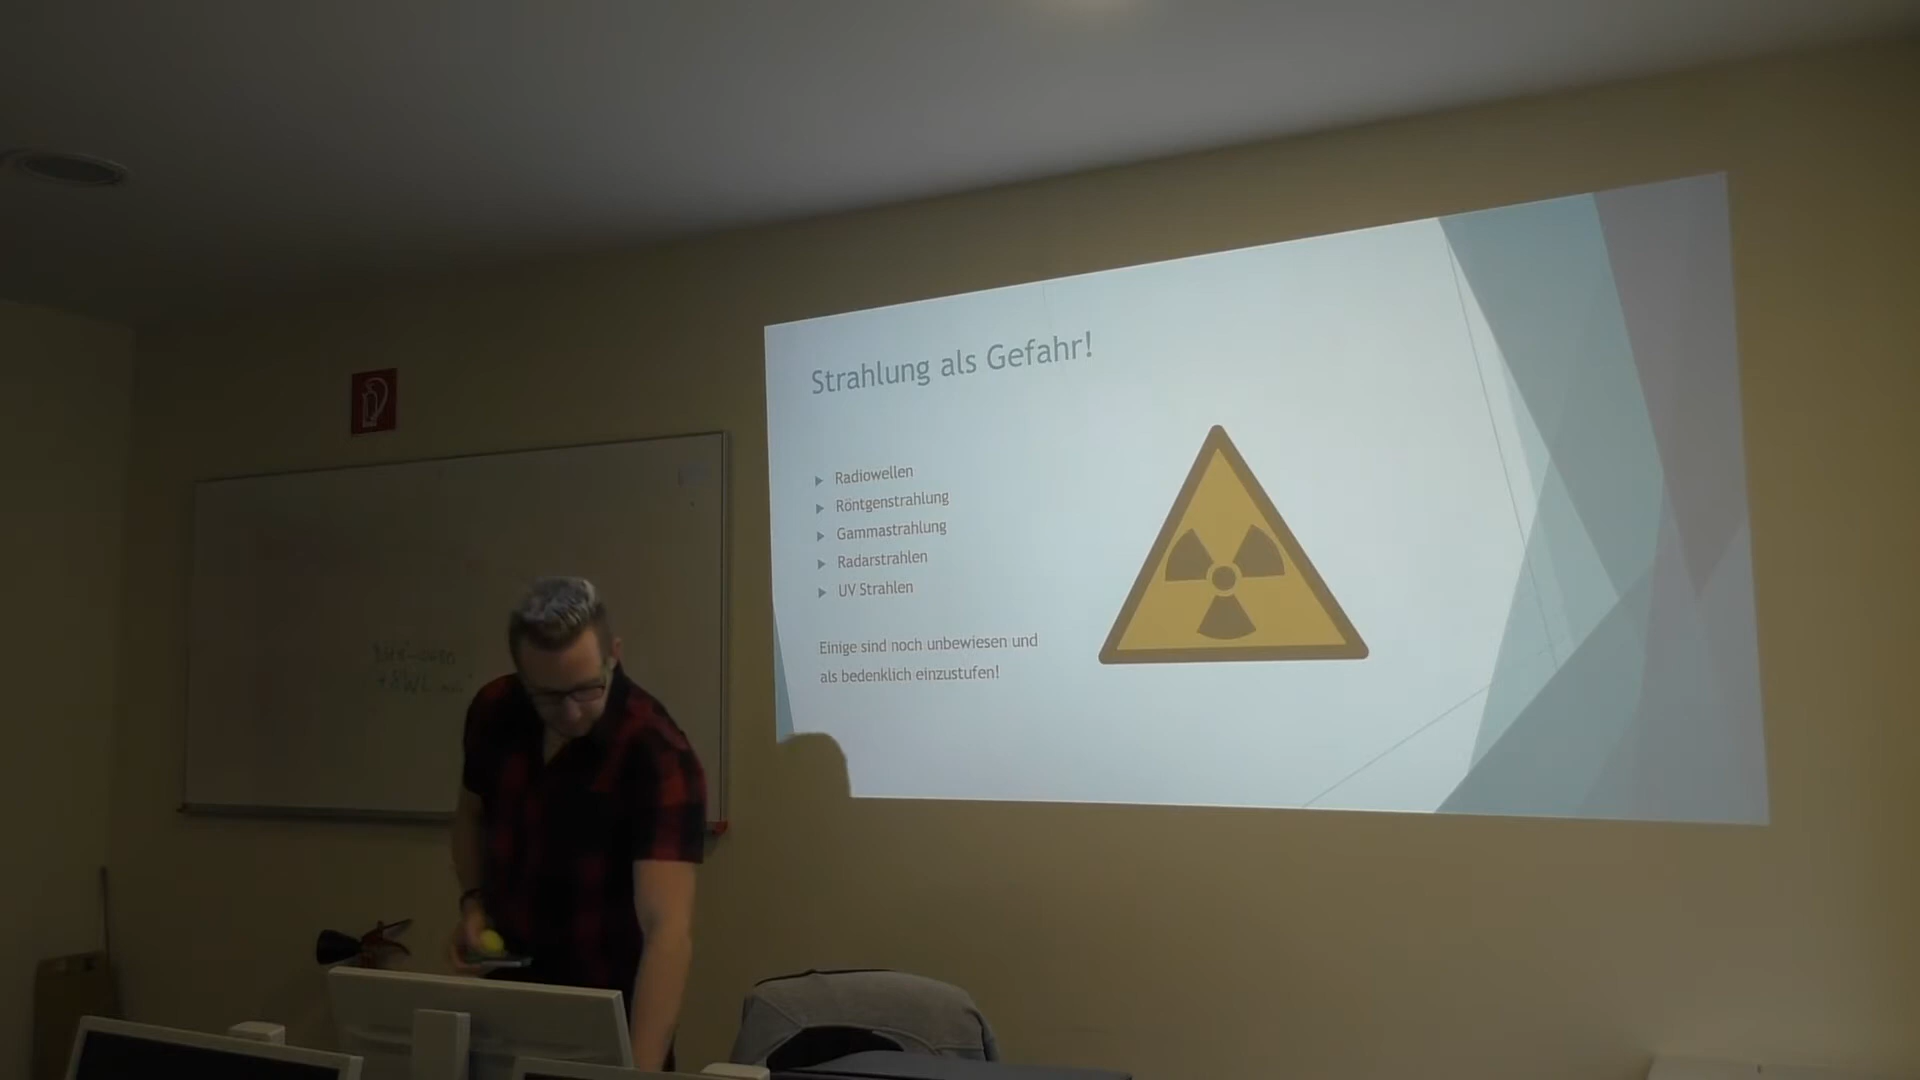 Strahlung als Gefahr!
Radiowellen
Röntgenstrahlung
Gammastrahlung
Radarstrahlen
UV Strahlen
Einige sind noch unbewiesen und
als bedenklich einzustufen!